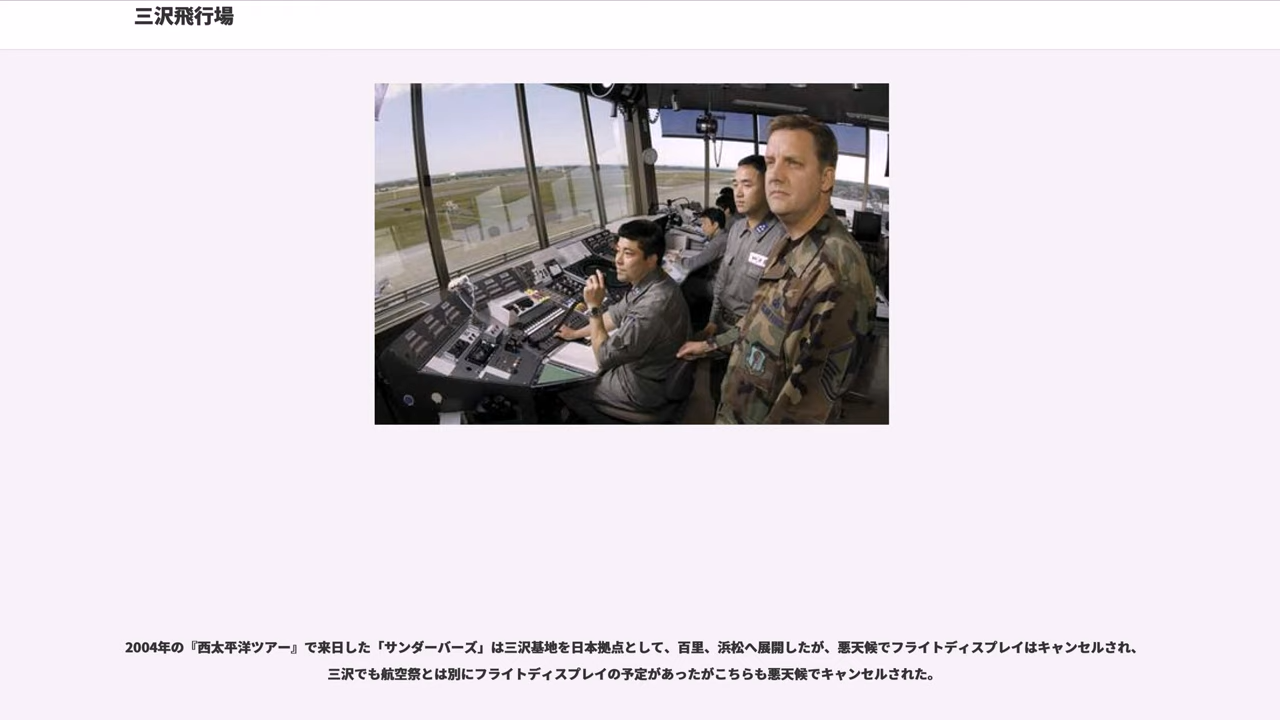 三沢飛行場
2004年の『西太平洋ツアー』で来日した「サンダーバーズ」は三沢基地を日本拠点として、百里、浜松へ展開したが、悪天候でフライトディスプレイはキャンセルされ、
三沢でも航空祭とは別にフライトディスプレイの予定があったがこちらも悪天候でキャンセルされた。